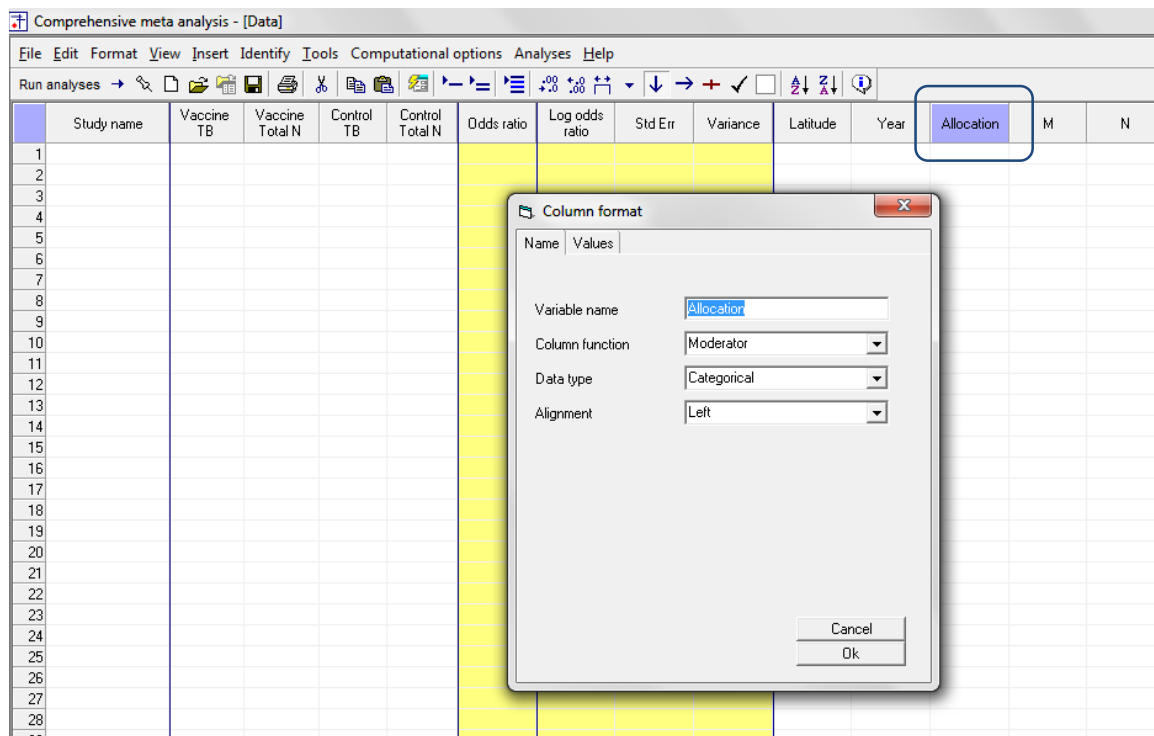 Comprehensive meta analysis - [Data]
File Edit Format View Insert Identify Tools Computational options Analyses Help
Run analyses
Study name Vaccine TB Vaccine Total N Control TB Control Total N Odds ratio Log odds ratio Std Err Variance Latitude Year Allocation M N
1
2
3
4
5
6
7
8
9
10
11
12
13
14
15
16
17
18
19
20
21
22
23
24
25
26
27
28
Column format
Name Values
Variable name Allocation
Column function Moderator
Data type Categorical
Alignment Left
Cancel
Ok